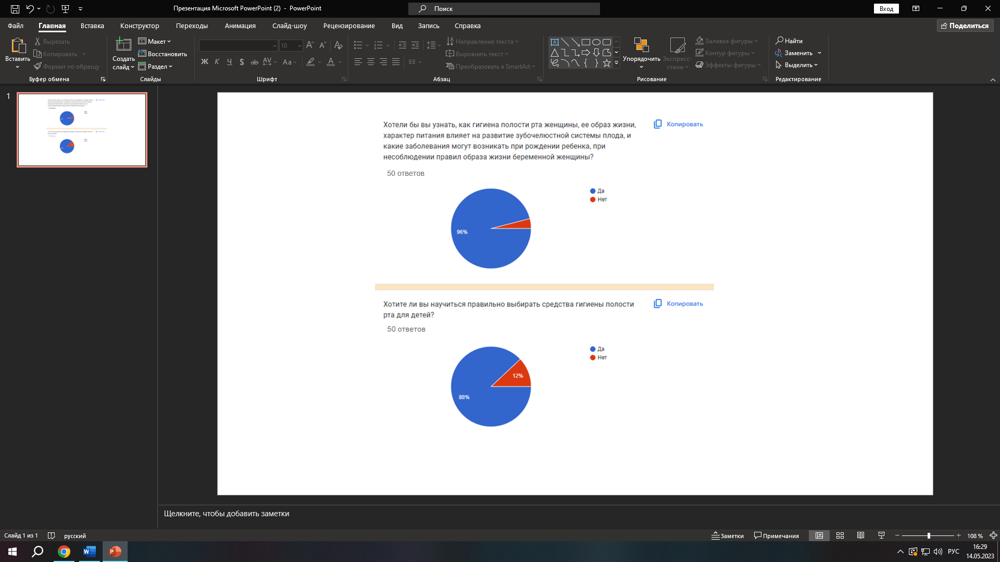 Презентация Microsoft PowerPoint (2) - PowerPoint
Поиск
Вход
Файл
Главная
Вставка
Конструктор
Переходы
Анимация
Слайд-шоу
Рецензирование
Вид
Запись
Справка
Поделиться
Вставить
Вырезать
Копировать
Формат по образцу
Буфер обмена
Создать
слайд
Макет
Восстановить
Раздел
Слайды
10
Ж К Ч S ab AV Aa A
Шрифт
Направление текста
Выровнять текст
Преобразовать в SmartArt
Абзац
Упорядочить
Экспресс-
стили
Заливка фигуры
Контур фигуры
Эффекты фигуры
Рисование
Найти
Заменить
Выделить
Редактирование
1
Хотели бы вы узнать, как гигиена полости рта женщины, ее образ жизни,
характер питания влияет на развитие зубочелюстной системы плода, и
какие заболевания могут возникать при рождении ребенка, при
несоблюдении правил образа жизни беременной женщины?
Копировать
50 ответов
Да
Нет
96%
Хотите ли вы научиться правильно выбирать средства гигиены полости
рта для детей?
Копировать
50 ответов
Да
Нет
12%
88%
Щелкните, чтобы добавить заметки
Слайд 1 из 1
русский
Заметки
Примечания
108 %
РУС
16:29
14.05.2023